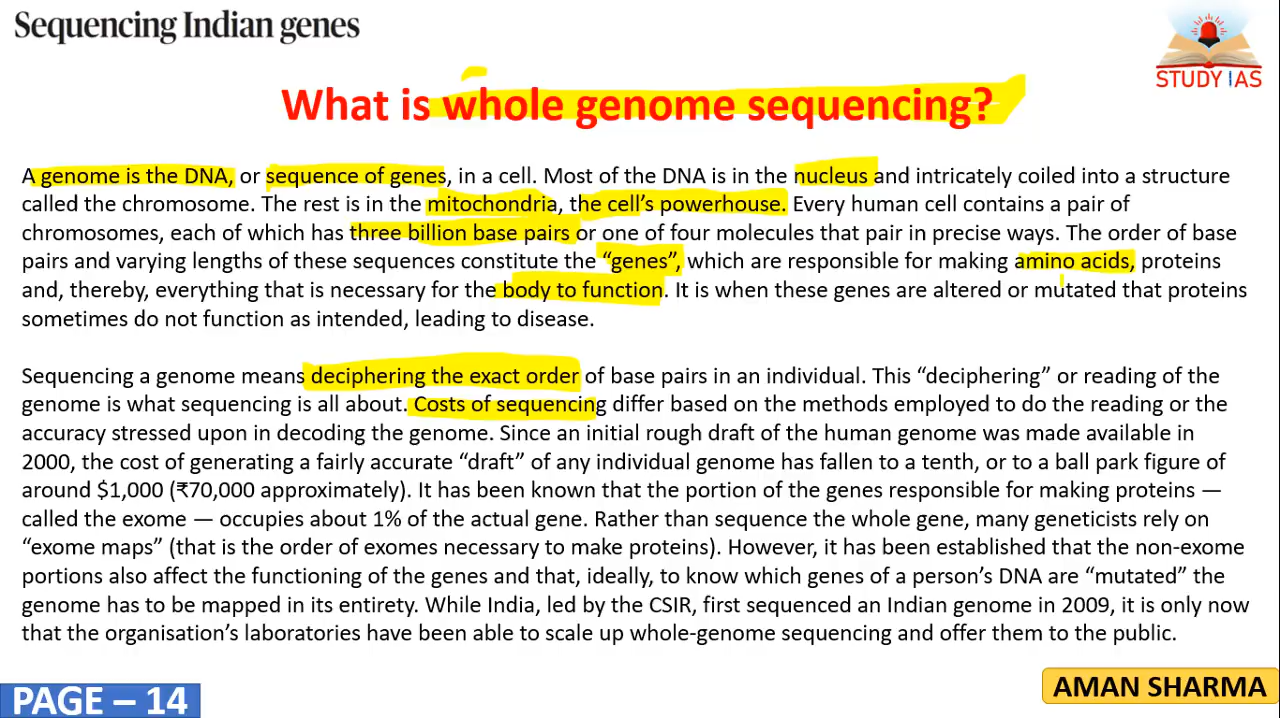 Sequencing Indian genes
STUDY IAS
What is whole genome sequencing?
A genome is the DNA, or sequence of genes, in a cell. Most of the DNA is in the nucleus and intricately coiled into a structure
called the chromosome. The rest is in the mitochondria, the cell's powerhouse. Every human cell contains a pair of
chromosomes, each of which has three billion base pairs or one of four molecules that pair in precise ways. The order of base
pairs and varying lengths of these sequences constitute the “genes”, which are responsible for making amino acids, proteins
and, thereby, everything that is necessary for the body to function. It is when these genes are altered or mutated that proteins
sometimes do not function as intended, leading to disease.
Sequencing a genome means deciphering the exact order of base pairs in an individual. This “deciphering” or reading of the
genome is what sequencing is all about. Costs of sequencing differ based on the methods employed to do the reading or the
accuracy stressed upon in decoding the genome. Since an initial rough draft of the human genome was made available in
2000, the cost of generating a fairly accurate “draft” of any individual genome has fallen to a tenth, or to a ball park figure of
around $1,000 (₹70,000 approximately). It has been known that the portion of the genes responsible for making proteins —
called the exome — occupies about 1% of the actual gene. Rather than sequence the whole gene, many geneticists rely on
“exome maps” (that is the order of exomes necessary to make proteins). However, it has been established that the non-exome
portions also affect the functioning of the genes and that, ideally, to know which genes of a person's DNA are “mutated” the
genome has to be mapped in its entirety. While India, led by the CSIR, first sequenced an Indian genome in 2009, it is only now
that the organisation's laboratories have been able to scale up whole-genome sequencing and offer them to the public.
PAGE – 14
AMAN SHARMA